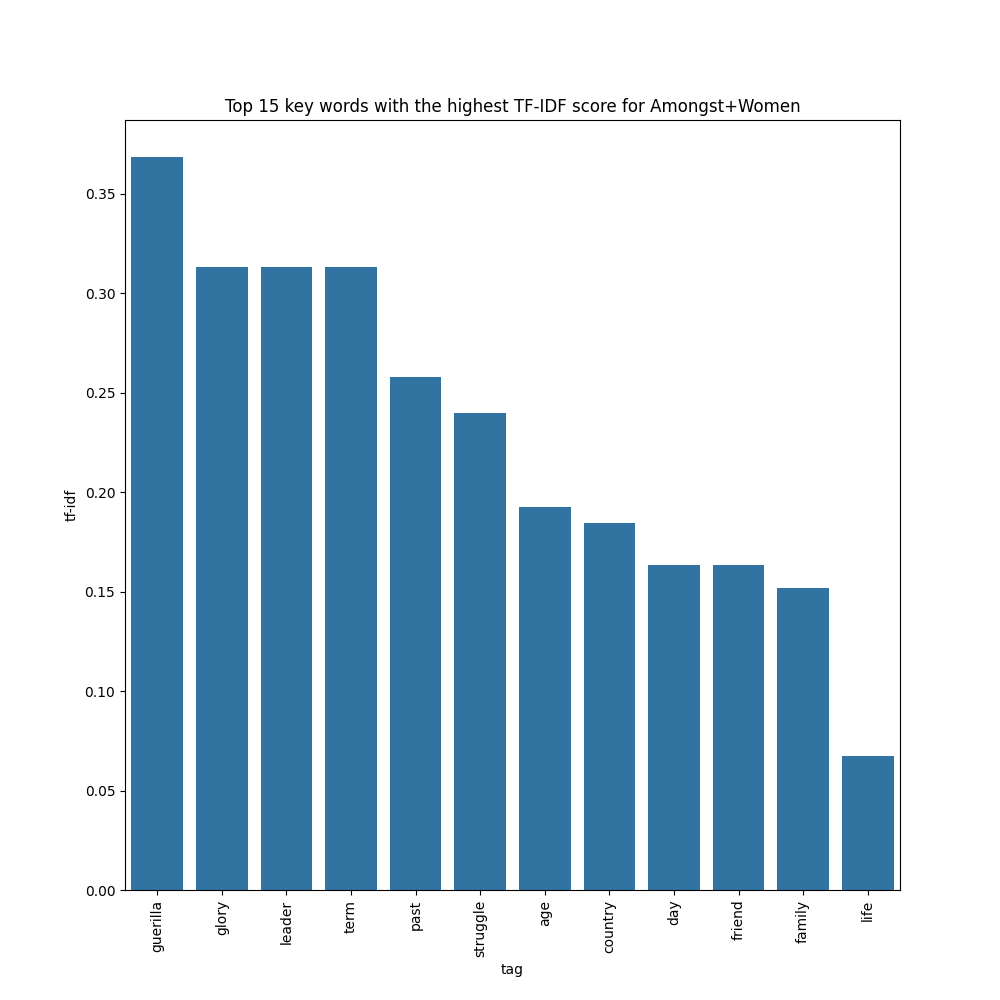 Top 15 key words with the highest TF-IDF score for Amongst+Women
tf-idf
0.35
0.30
0.25
0.20
0.15
0.10
0.05
0.00
guerilla
glory
leader
term
past
struggle
age
country
day
friend
family
life
tag